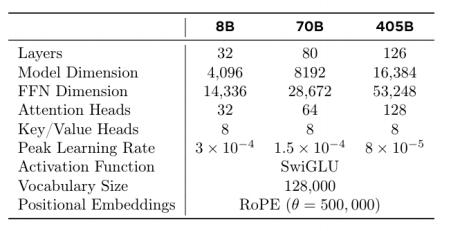 8B 70B 405B
Layers 32 80 126
Model Dimension 4,096 8192 16,384
FFN Dimension 14,336 28,672 53,248
Attention Heads 32 64 128
Key/Value Heads 8 8 8
Peak Learning Rate 3 × 10⁻⁴ 1.5 × 10⁻⁴ 8 × 10⁻⁵
Activation Function SwiGLU
Vocabulary Size 128,000
Positional Embeddings RoPE (θ = 500,000)